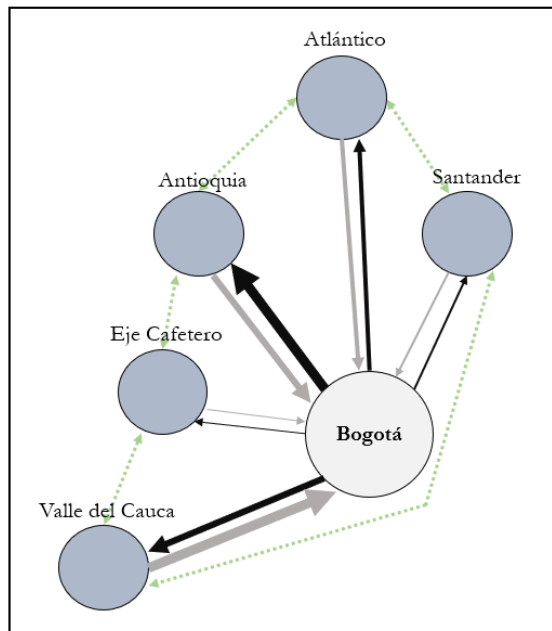 Atlántico
Santander
Antioquia
Eje Cafetero
Bogotá
Valle del Cauca